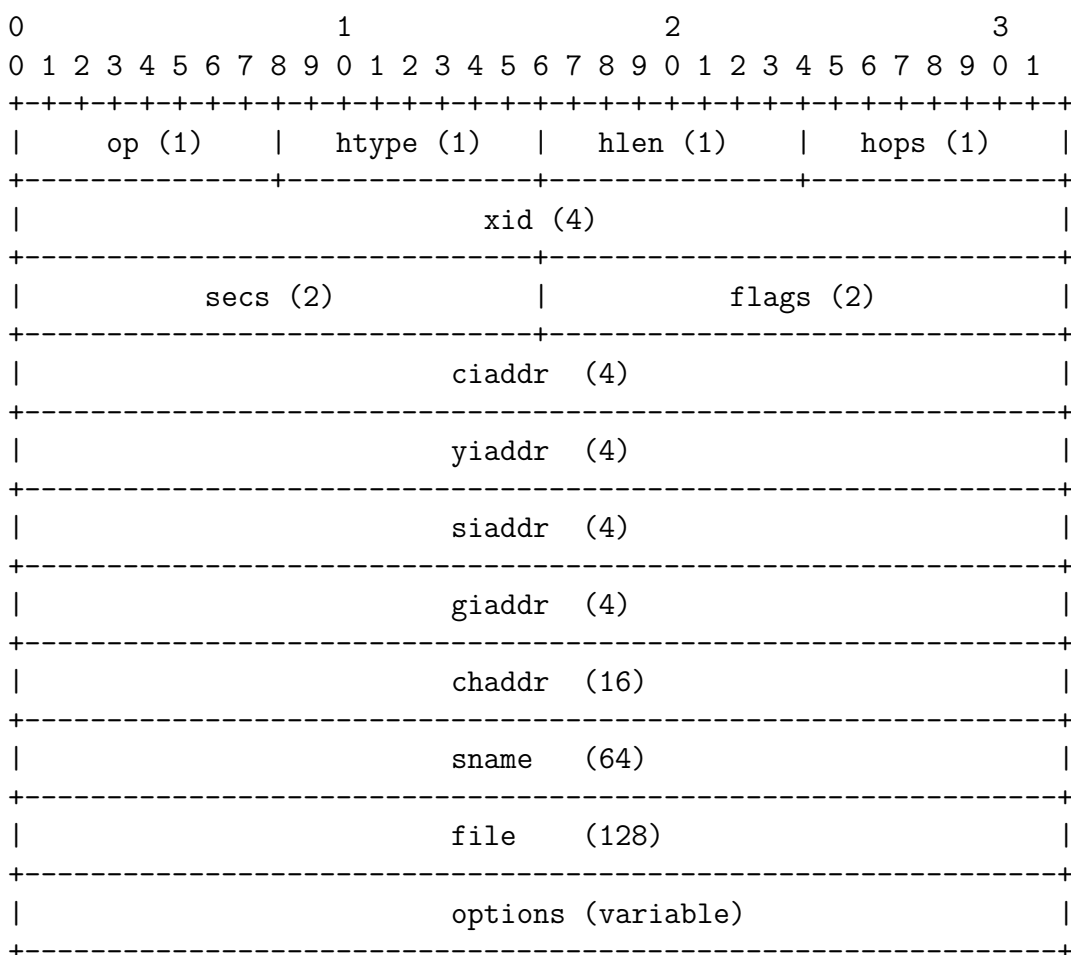 0                   1                   2                   3
0 1 2 3 4 5 6 7 8 9 0 1 2 3 4 5 6 7 8 9 0 1 2 3 4 5 6 7 8 9 0 1
+-+-+-+-+-+-+-+-+-+-+-+-+-+-+-+-+-+-+-+-+-+-+-+-+-+-+-+-+-+-+-+-+
|     op (1)    |   htype (1)   |   hlen (1)    |   hops (1)    |
+---------------+---------------+---------------+---------------+
|                            xid (4)                            |
+-------------------------------+-------------------------------+
|           secs (2)            |           flags (2)           |
+-------------------------------+-------------------------------+
|                          ciaddr  (4)                          |
+---------------------------------------------------------------+
|                          yiaddr  (4)                          |
+---------------------------------------------------------------+
|                          siaddr  (4)                          |
+---------------------------------------------------------------+
|                          giaddr  (4)                          |
+---------------------------------------------------------------+
|                          chaddr  (16)                         |
+---------------------------------------------------------------+
|                          sname   (64)                         |
+---------------------------------------------------------------+
|                          file    (128)                        |
+---------------------------------------------------------------+
|                          options (variable)                   |
+---------------------------------------------------------------+